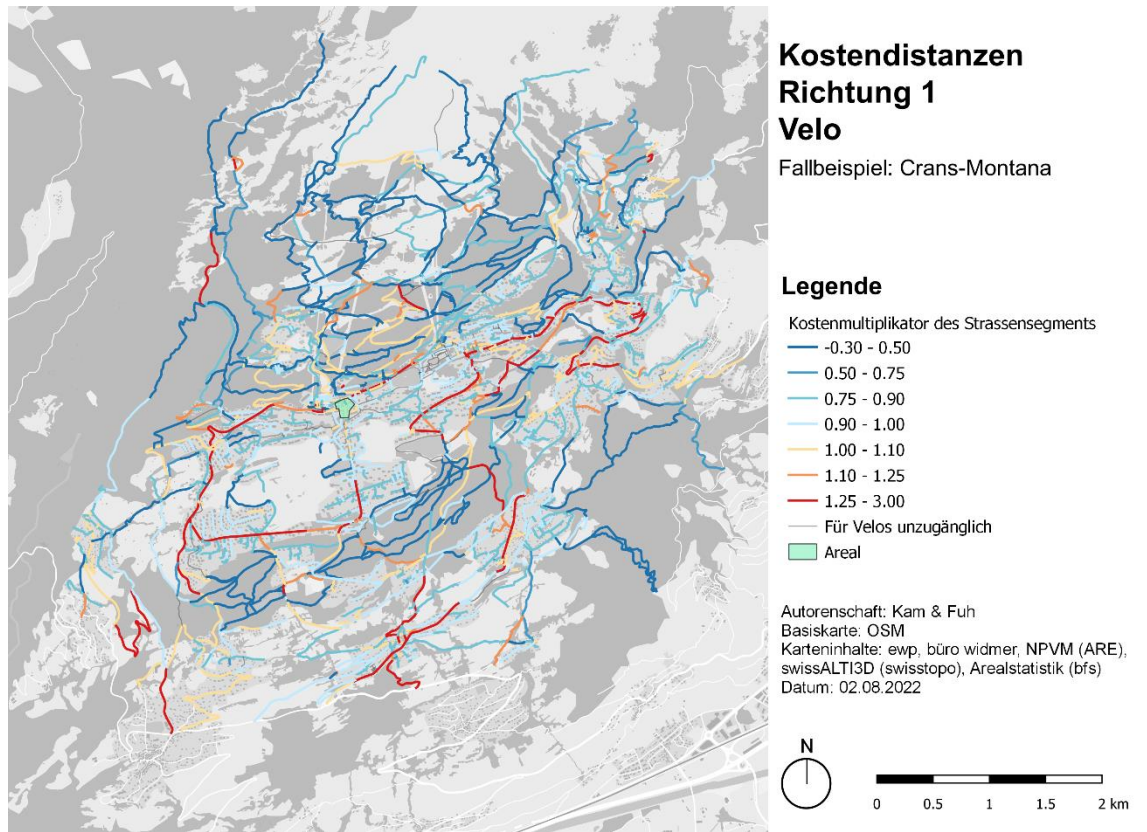 Kostendistanzen
Richtung 1
Velo
Fallbeispiel: Crans-Montana
Legende
Kostenmultiplikator des Strassensegments
-0.30 - 0.50
0.50 - 0.75
0.75 - 0.90
0.90 - 1.00
1.00 - 1.10
1.10 - 1.25
1.25 - 3.00
Für Velos unzugänglich
Areal
Autorenschaft: Kam & Fuh
Basiskarte: OSM
Karteninhalte: ewp, büro widmer, NPVM (ARE),
swissALTI3D (swisstopo), Arealstatistik (bfs)
Datum: 02.08.2022
N
0 0.5 1 1.5 2 km